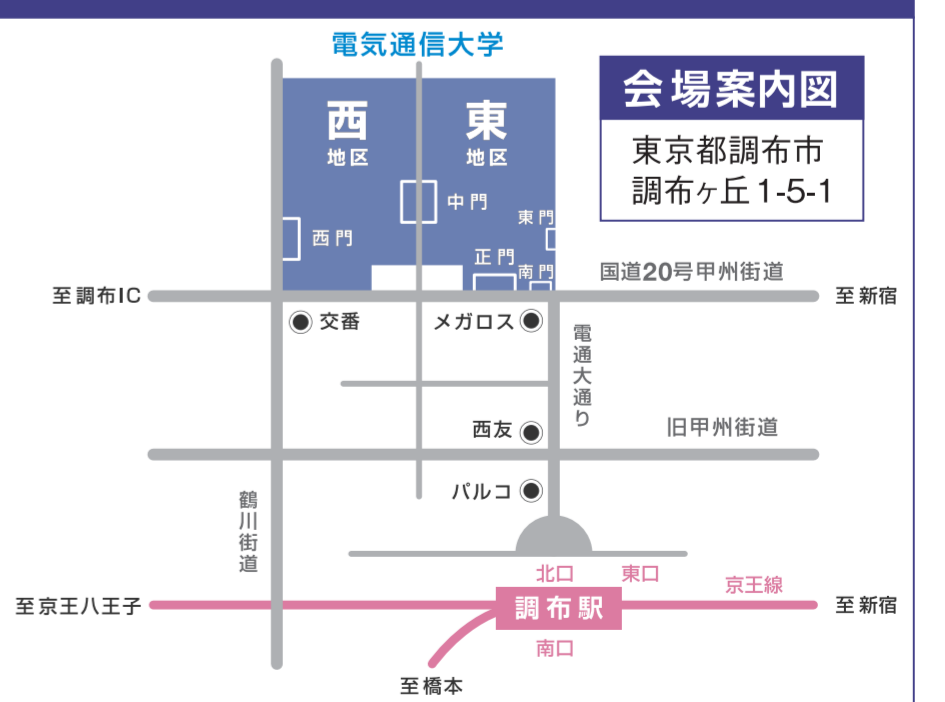 電気通信大学
会場案内図
東京都調布市
調布ヶ丘1-5-1
西
地区
東
地区
中門
東門
西門
正門
南門
国道20号甲州街道
至調布IC
至新宿
交番
メガロス
電通大通り
西友
旧甲州街道
パルコ
鶴川街道
北口
東口
京王線
至京王八王子
調布駅
至新宿
南口
至橋本